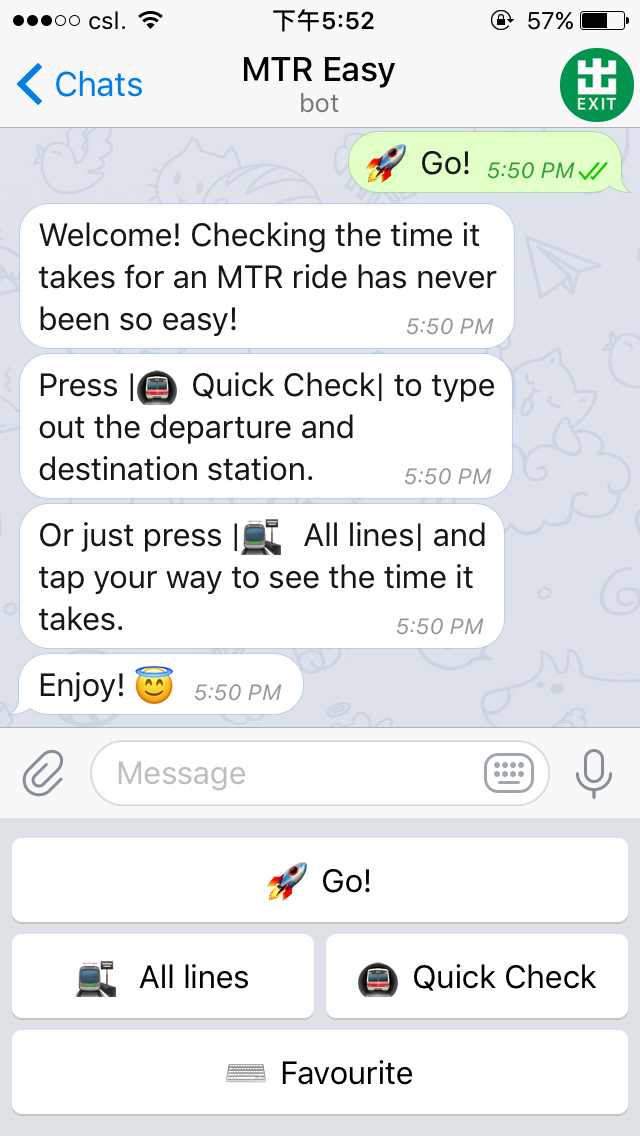 csl. 下午5:52 57%
Chats MTR Easy
bot
EXIT
🚀 Go! 5:50 PM
Welcome! Checking the time it
takes for an MTR ride has never
been so easy! 5:50 PM
Press |🚇 Quick Check| to type
out the departure and
destination station. 5:50 PM
Or just press |🚉 All lines| and
tap your way to see the time it
takes. 5:50 PM
Enjoy! 😇 5:50 PM
Message
🚀 Go!
🚉 All lines 🚇 Quick Check
⌨️ Favourite